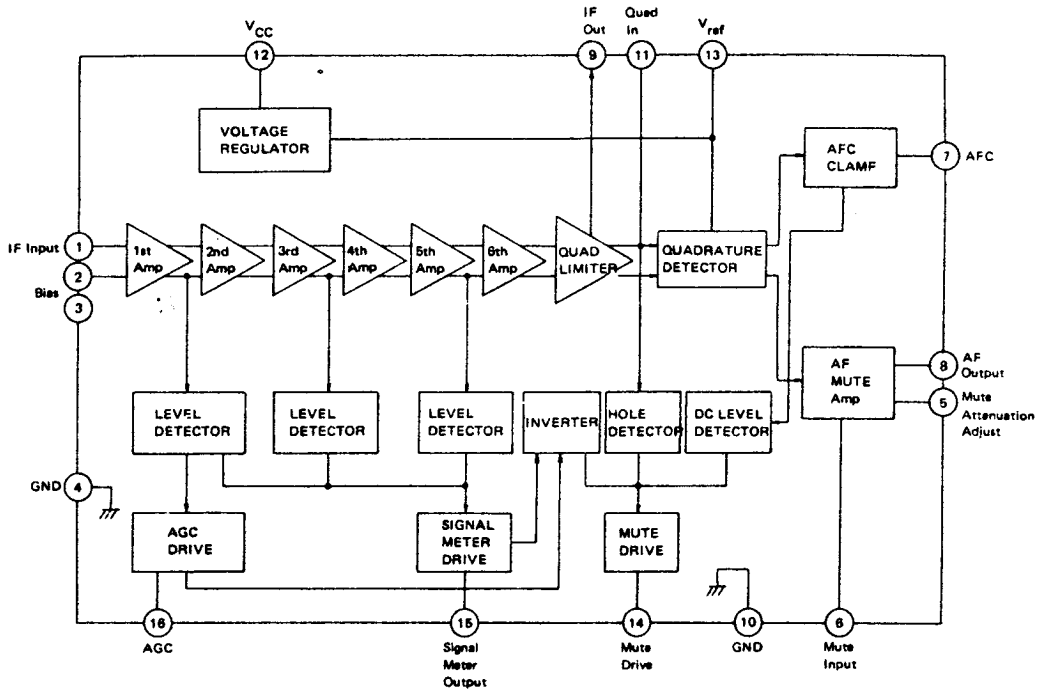 VCC
12
IF
Out
9
Quad
In
11
Vref
13
VOLTAGE
REGULATOR
AFC
CLAMF
7
AFC
IF Input
1
2
Bias
3
1st
Amp
2nd
Amp
3rd
Amp
4th
Amp
5th
Amp
6th
Amp
QUAD
LIMITER
QUADRATURE
DETECTOR
AF
MUTE
Amp
8
AF
Output
5
Mute
Attenuation
Adjust
LEVEL
DETECTOR
LEVEL
DETECTOR
LEVEL
DETECTOR
INVERTER
HOLE
DETECTOR
DC LEVEL
DETECTOR
GND
4
AGC
DRIVE
SIGNAL
METER
DRIVE
MUTE
DRIVE
16
AGC
15
Signal
Meter
Output
14
Mute
Drive
10
GND
6
Mute
Input